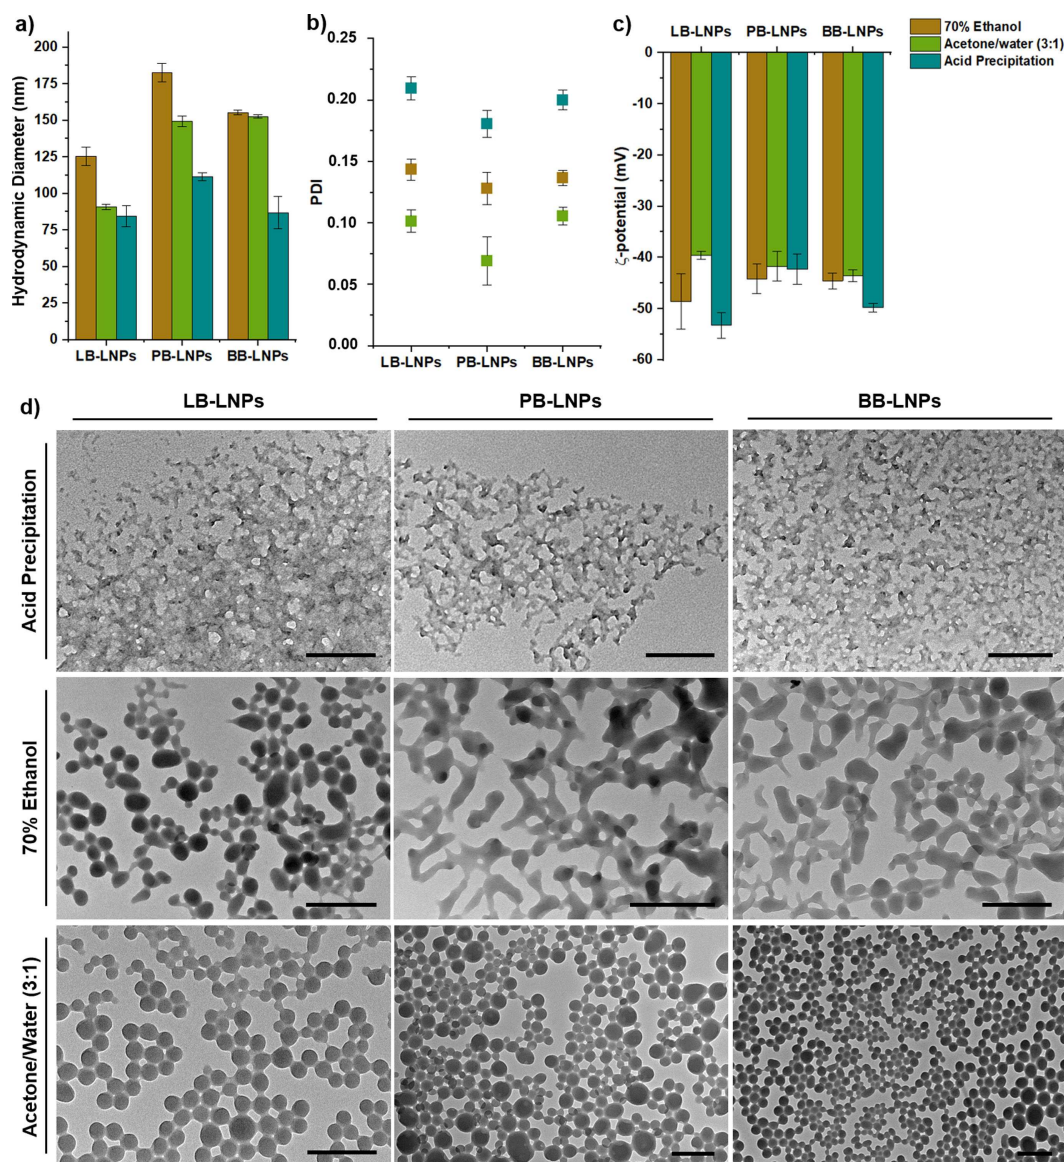 a)
Hydrodynamic Diameter (nm)
200
175
150
125
100
75
50
25
0
LB-LNPs PB-LNPs BB-LNPs
b)
PDI
0.25
0.20
0.15
0.10
0.05
0.00
LB-LNPs PB-LNPs BB-LNPs
c)
LB-LNPs PB-LNPs BB-LNPs
ζ-potential (mV)
0
-10
-20
-30
-40
-50
-60
70% Ethanol
Acetone/water (3:1)
Acid Precipitation
d)
LB-LNPs PB-LNPs BB-LNPs
Acid Precipitation
70% Ethanol
Acetone/Water (3:1)